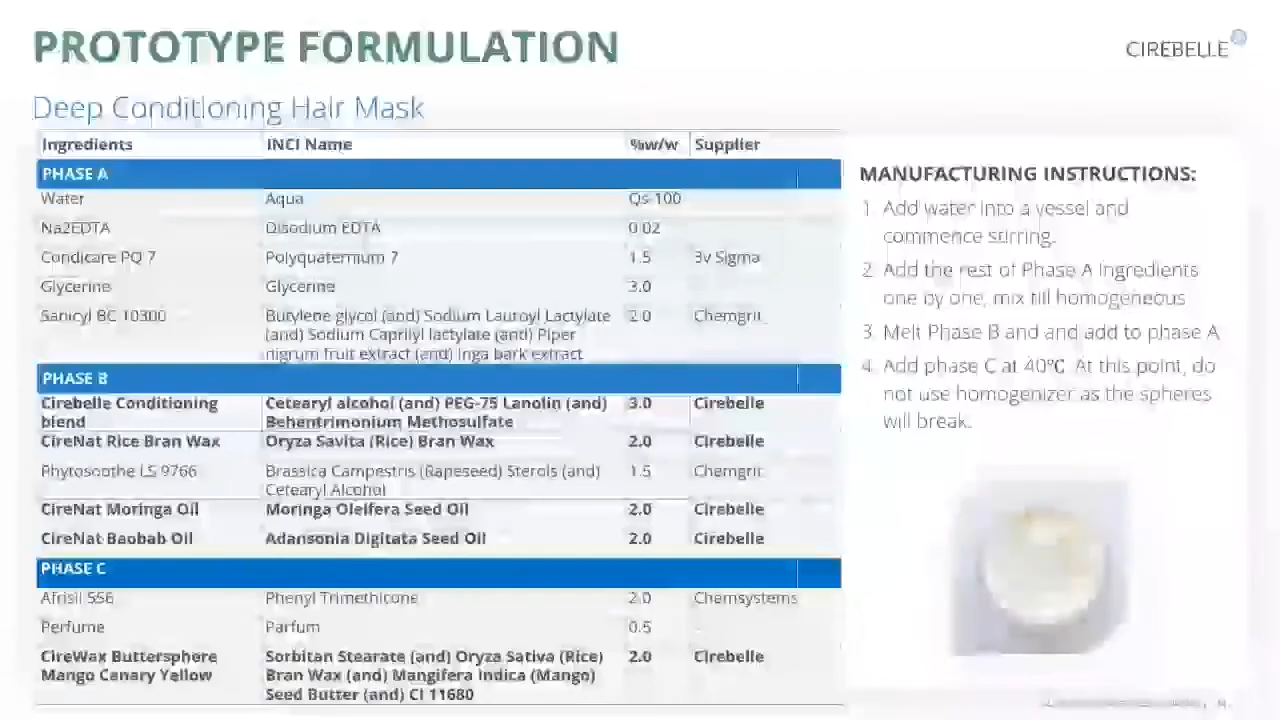 PROTOTYPE FORMULATION
CIREBELLE
Deep Conditioning Hair Mask
Ingredients INCI Name %w/w Supplier
PHASE A
Water Aqua Qs 100
Na2EDTA Disodium EDTA 0.02
Condicare PQ 7 Polyquaternium 7 1.5 3v Sigma
Glycerine Glycerine 3.0
Sanicyl BC 10300 Butylene glycol (and) Sodium Lauroyl Lactylate 2.0 Chemgrit
(and) Sodium Caprilyl lactylate (and) Piper
nigrum fruit extract (and) Inga bark extract
PHASE B
Cirebelle Conditioning Cetearyl alcohol (and) PEG-75 Lanolin (and) 3.0 Cirebelle
blend Behentrimonium Methosulfate
CireNat Rice Bran Wax Oryza Savita (Rice) Bran Wax 2.0 Cirebelle
Phytosoothe LS 9766 Brassica Campestris (Rapeseed) Sterols (and) 1.5 Chemgrit
Cetearyl Alcohol
CireNat Moringa Oil Moringa Oleifera Seed Oil 2.0 Cirebelle
CireNat Baobab Oil Adansonia Digitata Seed Oil 2.0 Cirebelle
PHASE C
Afrisil 556 Phenyl Trimethicone 2.0 Chemsystems
Perfume Parfum 0.5 -
CireWax Buttersphere Sorbitan Stearate (and) Oryza Sativa (Rice) 2.0 Cirebelle
Mango Canary Yellow Bran Wax (and) Mangifera Indica (Mango)
Seed Butter (and) CI 11680
MANUFACTURING INSTRUCTIONS:
1. Add water into a vessel and
commence stirring.
2. Add the rest of Phase A ingredients
one by one, mix till homogeneous
3. Melt Phase B and and add to phase A
4. Add phase C at 40°C. At this point, do
not use homogenizer as the spheres
will break.